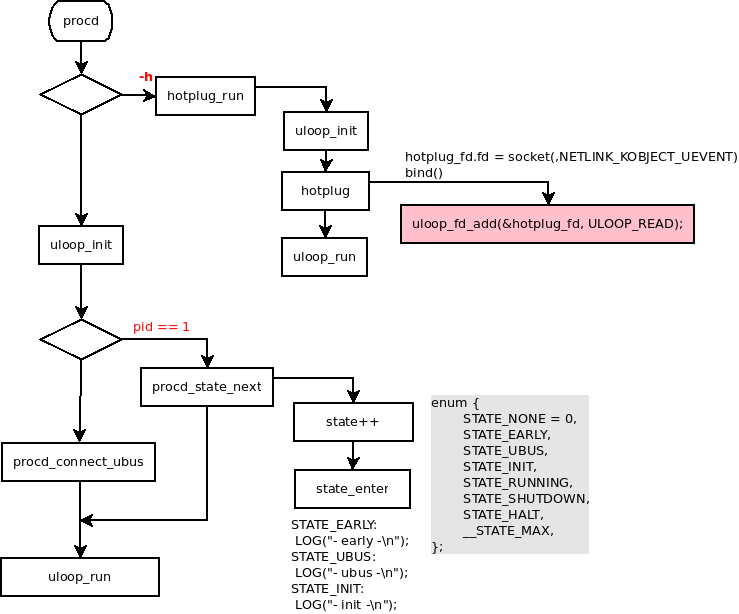 procd
-h
hotplug_run
uloop_init
hotplug
hotplug_fd.fd = socket(,NETLINK_KOBJECT_UEVENT)
bind()
uloop_fd_add(&hotplug_fd, ULOOP_READ);
uloop_run
uloop_init
pid == 1
procd_state_next
state++
state_enter
STATE_EARLY:
LOG("- early -\n");
STATE_UBUS:
LOG("- ubus -\n");
STATE_INIT:
LOG("- init -\n");
enum {
STATE_NONE = 0,
STATE_EARLY,
STATE_UBUS,
STATE_INIT,
STATE_RUNNING,
STATE_SHUTDOWN,
STATE_HALT,
__STATE_MAX,
};
procd_connect_ubus
uloop_run